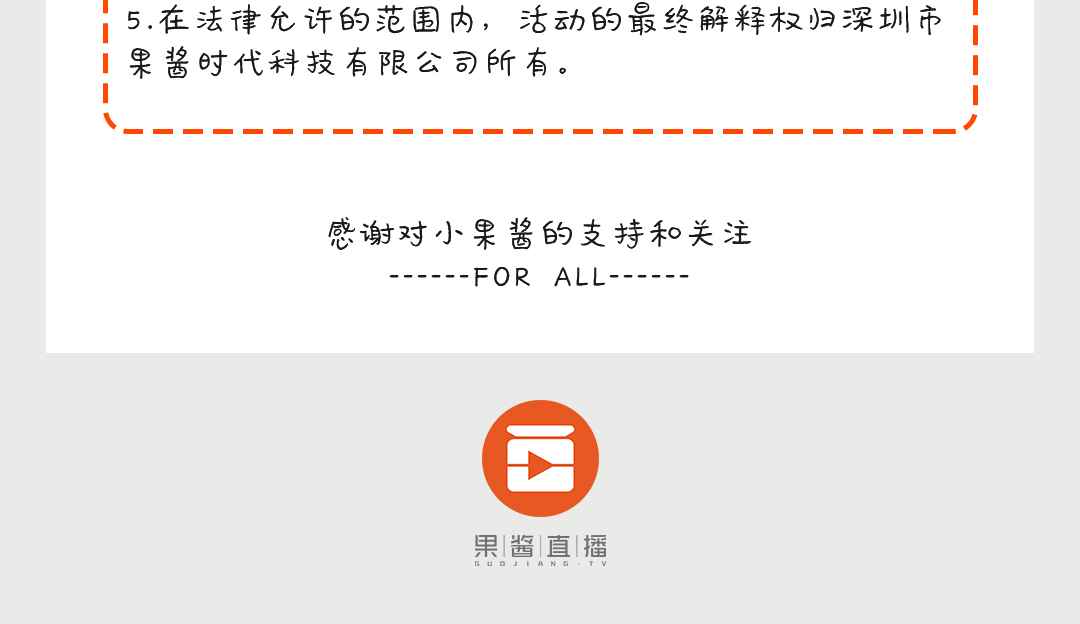 5.在法律允许的范围内，活动的最终解释权归深圳市
果酱时代科技有限公司所有。
感谢对小果酱的支持和关注
------FOR ALL------
果酱直播
GUOJIANG·TV